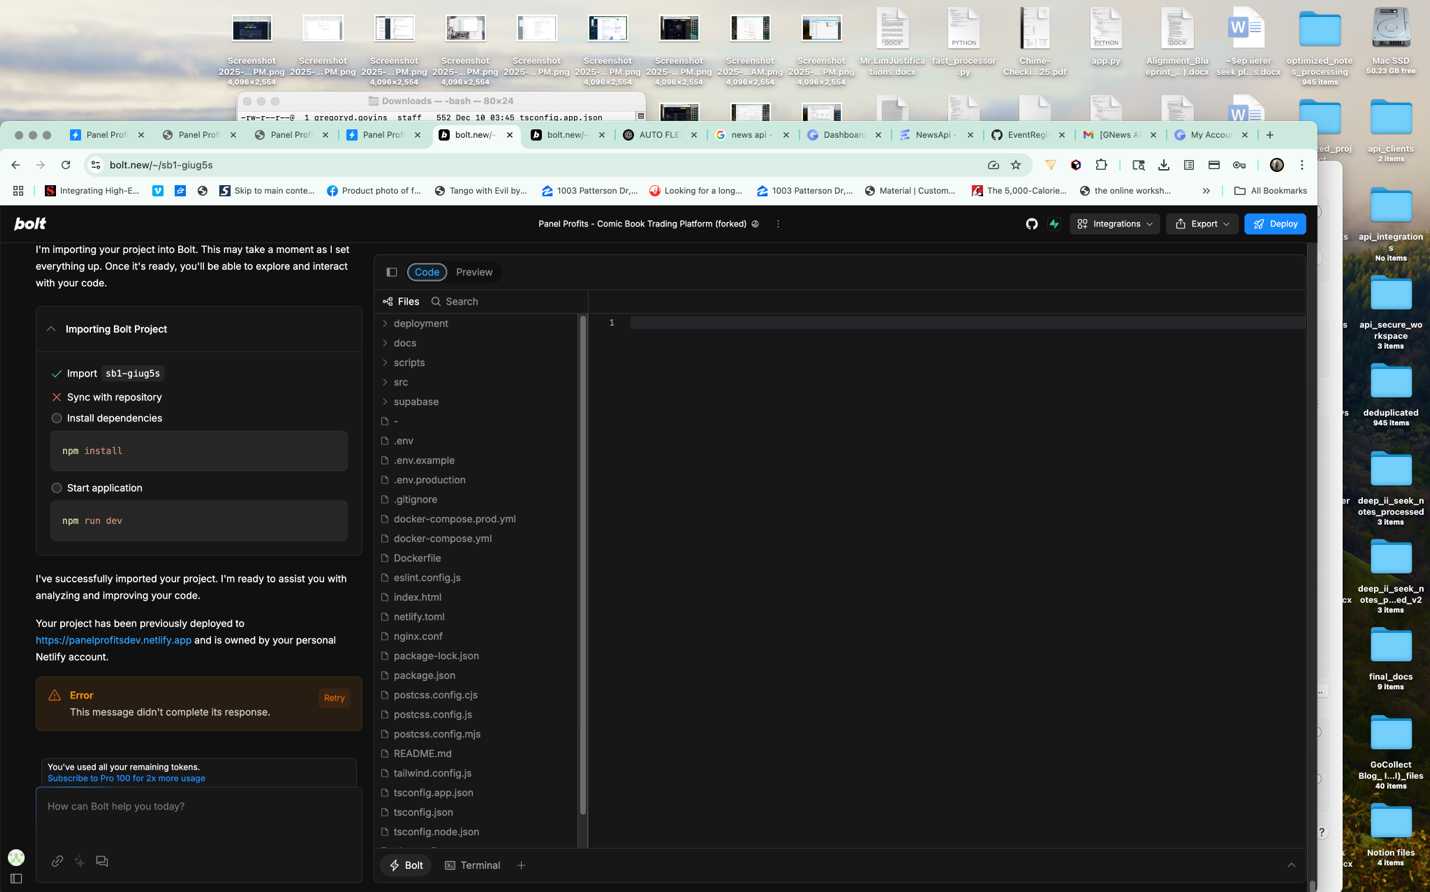 Screenshot 2025-... PM.png 4,096×2,554
Screenshot 2025-... PM.png
Screenshot 2025-... PM.png 4,096×2,554
Screenshot 2025-... PM.png 4,096×2,554
Screenshot 2025-... PM.png
Screenshot 2025-... PM.png 4,096×2,554
Screenshot 2025-... PM.png 4,096×2,554
Screenshot 2025-...AM.png 4,096×2,554
Screenshot 2025-... PM.png 4,096×2,554
DOCX
Mr.LimJustifications.docx
PYTHON
fast_processor.py
Chime-Checki...25.pdf
PYTHON
app.py
DOCX
Alignment_Blueprint_...).docx
W
~$ep iierer seek pl...s.docx
optimized_notes_processing
945 items
Mac SSD
50.23 GB free
Downloads — -bash — 80×24
-rw-r--r--@ 1 gregoryd.govins staff 552 Dec 10 03:45 tsconfig.app.json
Panel Profi
Panel Profi
Panel Profi
Panel Profi
bolt.new/~
bolt.new/~
AUTO FLE
news api -
Dashboard
NewsApi -
EventRegi
[GNews A
My Accou
bolt.new/~/sb1-giug5s
Integrating High-E...
Skip to main conte...
Product photo of f...
Tango with Evil by...
1003 Patterson Dr,...
Looking for a long...
1003 Patterson Dr,...
Material | Custom...
The 5,000-Calorie...
the online worksh...
All Bookmarks
bolt
Panel Profits - Comic Book Trading Platform (forked)
Integrations
Export
Deploy
I'm importing your project into Bolt. This may take a moment as I set
everything up. Once it's ready, you'll be able to explore and interact
with your code.
Importing Bolt Project
Import sb1-giug5s
Sync with repository
Install dependencies
npm install
Start application
npm run dev
I've successfully imported your project. I'm ready to assist you with
analyzing and improving your code.
Your project has been previously deployed to
https://panelprofitsdev.netlify.app and is owned by your personal
Netlify account.
Error
Retry
This message didn't complete its response.
You've used all your remaining tokens.
Subscribe to Pro 100 for 2x more usage
How can Bolt help you today?
Code
Preview
Files
Search
deployment
docs
scripts
src
supabase
-
.env
.env.example
.env.production
.gitignore
docker-compose.prod.yml
docker-compose.yml
Dockerfile
eslint.config.js
index.html
netlify.toml
nginx.conf
package-lock.json
package.json
postcss.config.cjs
postcss.config.js
postcss.config.mjs
README.md
tailwind.config.js
tsconfig.app.json
tsconfig.json
tsconfig.node.json
1
Bolt
Terminal
api_clients
2 items
api_integrations
No items
api_secure_workspace
3 items
deduplicated
945 items
deep_ii_seek_notes_processed
3 items
deep_ii_seek_notes_p...ed_v2
3 items
final_docs
9 items
GoCollect Blog_ I...l)_files
40 items
Notion files
4 items